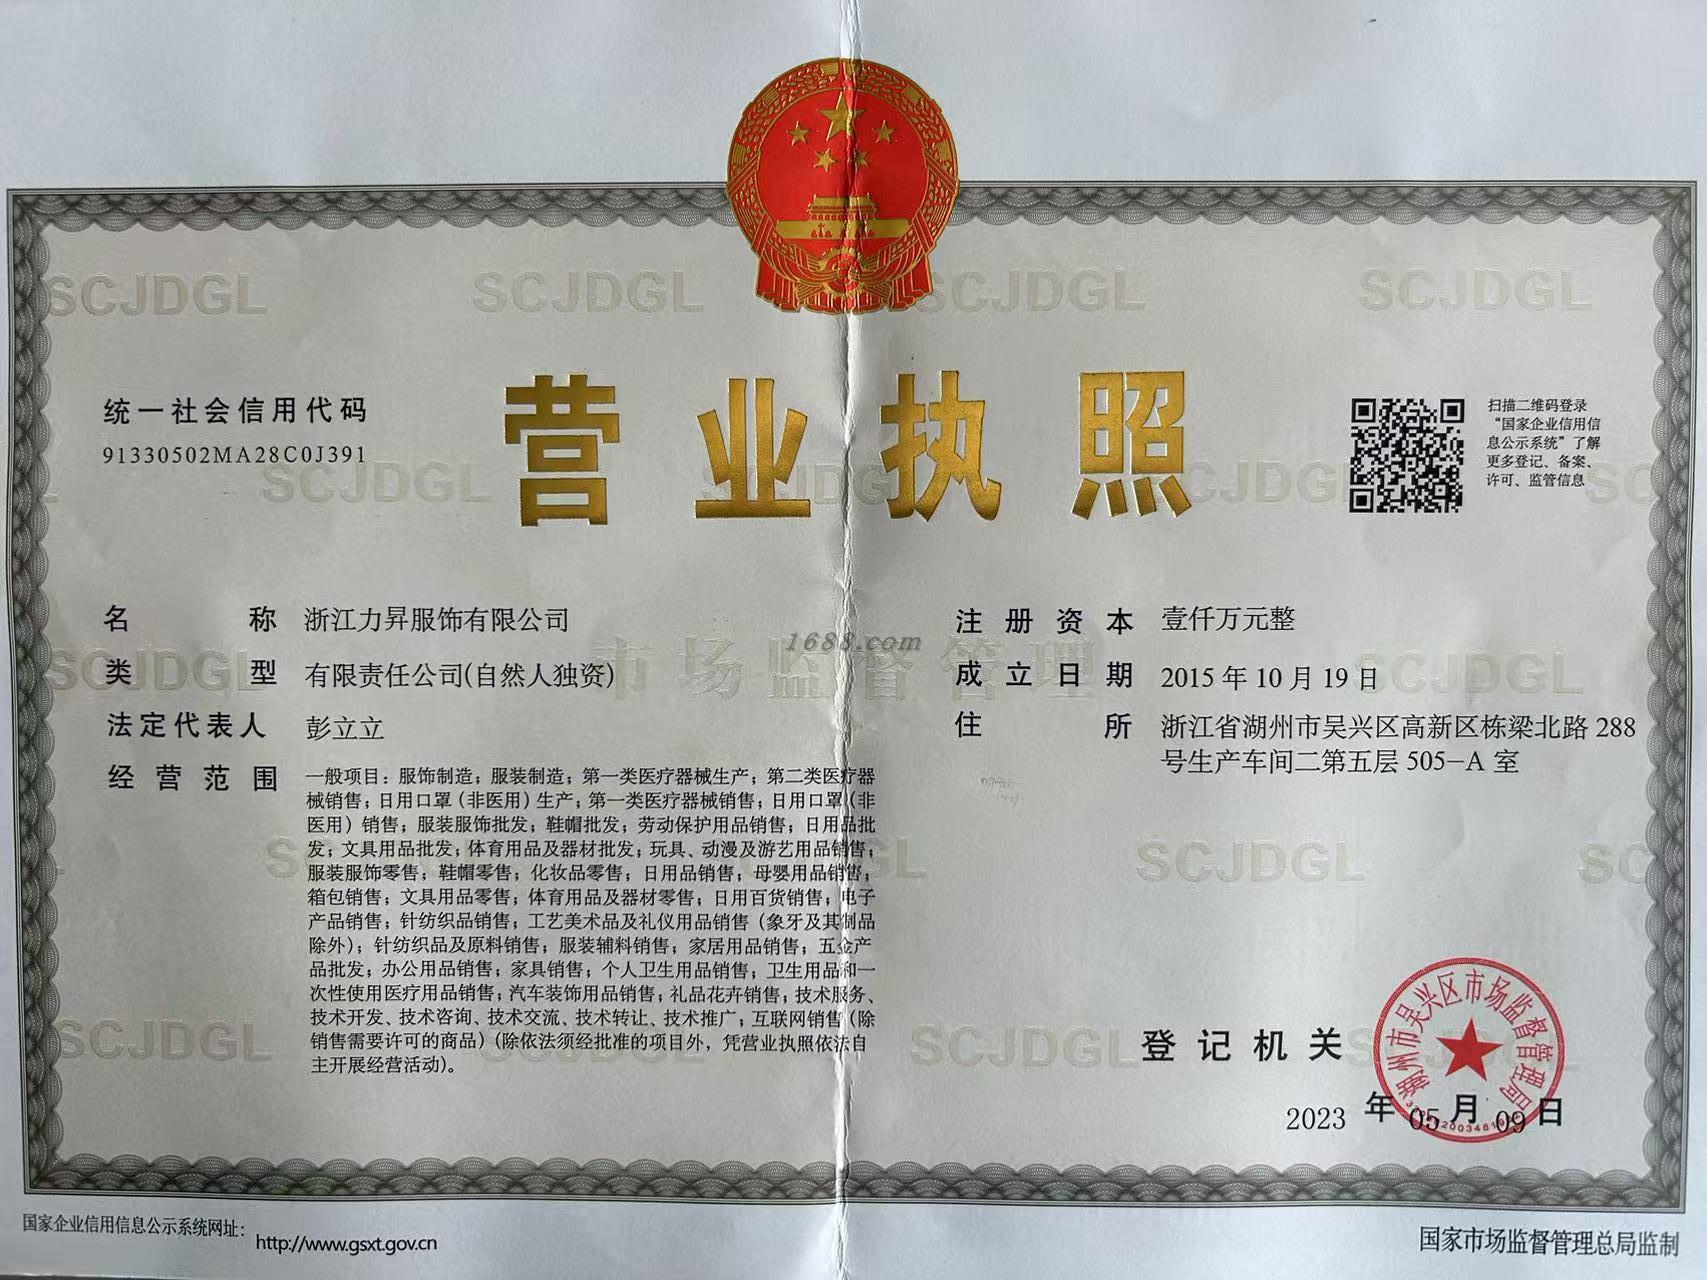 SCJDGL SCJDGL SCJDGL SCJDGL
营业执照
统一社会信用代码
91330502MA28C0J391
扫描二维码登录
“国家企业信用信
息公示系统”了解
更多登记、备案、
许可、监管信息
SCJDGL
名 称 浙江力昇服饰有限公司
类 型 有限责任公司(自然人独资)
法定代表人 彭立立
经营范围 一般项目：服饰制造；服装制造；第一类医疗器械生产；第二类医疗器
械销售；日用口罩（非医用）生产；第一类医疗器械销售；日用口罩（非
医用）销售；服装服饰批发；鞋帽批发；劳动保护用品销售；日用品批
发；文具用品批发；体育用品及器材批发；玩具、动漫及游艺用品销售；
服装服饰零售；鞋帽零售；化妆品零售；日用品销售；母婴用品销售；
箱包销售；文具用品零售；体育用品及器材零售；日用百货销售；电子
产品销售；针纺织品销售；工艺美术品及礼仪用品销售（象牙及其制品
除外）；针纺织品及原料销售；服装辅料销售；家居用品销售；五金产
品批发；办公用品销售；家具销售；个人卫生用品销售；卫生用品和一
次性使用医疗用品销售；汽车装饰用品销售；礼品花卉销售；技术服务、
技术开发、技术咨询、技术交流、技术转让、技术推广；互联网销售（除
销售需要许可的商品）(除依法须经批准的项目外，凭营业执照依法自
主开展经营活动)。
市场监督管理
1688.com
注册资本 壹仟万元整
成立日期 2015 年 10 月 19 日
住 所 浙江省湖州市吴兴区高新区栋梁北路 288
号生产车间二第五层 505-A 室
SCJDGL
SCJDGL
登记机关
湖州市吴兴区市场监督管理局
2023 年 05 月 09 日
国家企业信用信息公示系统网址： http://www.gsxt.gov.cn
国家市场监督管理总局监制